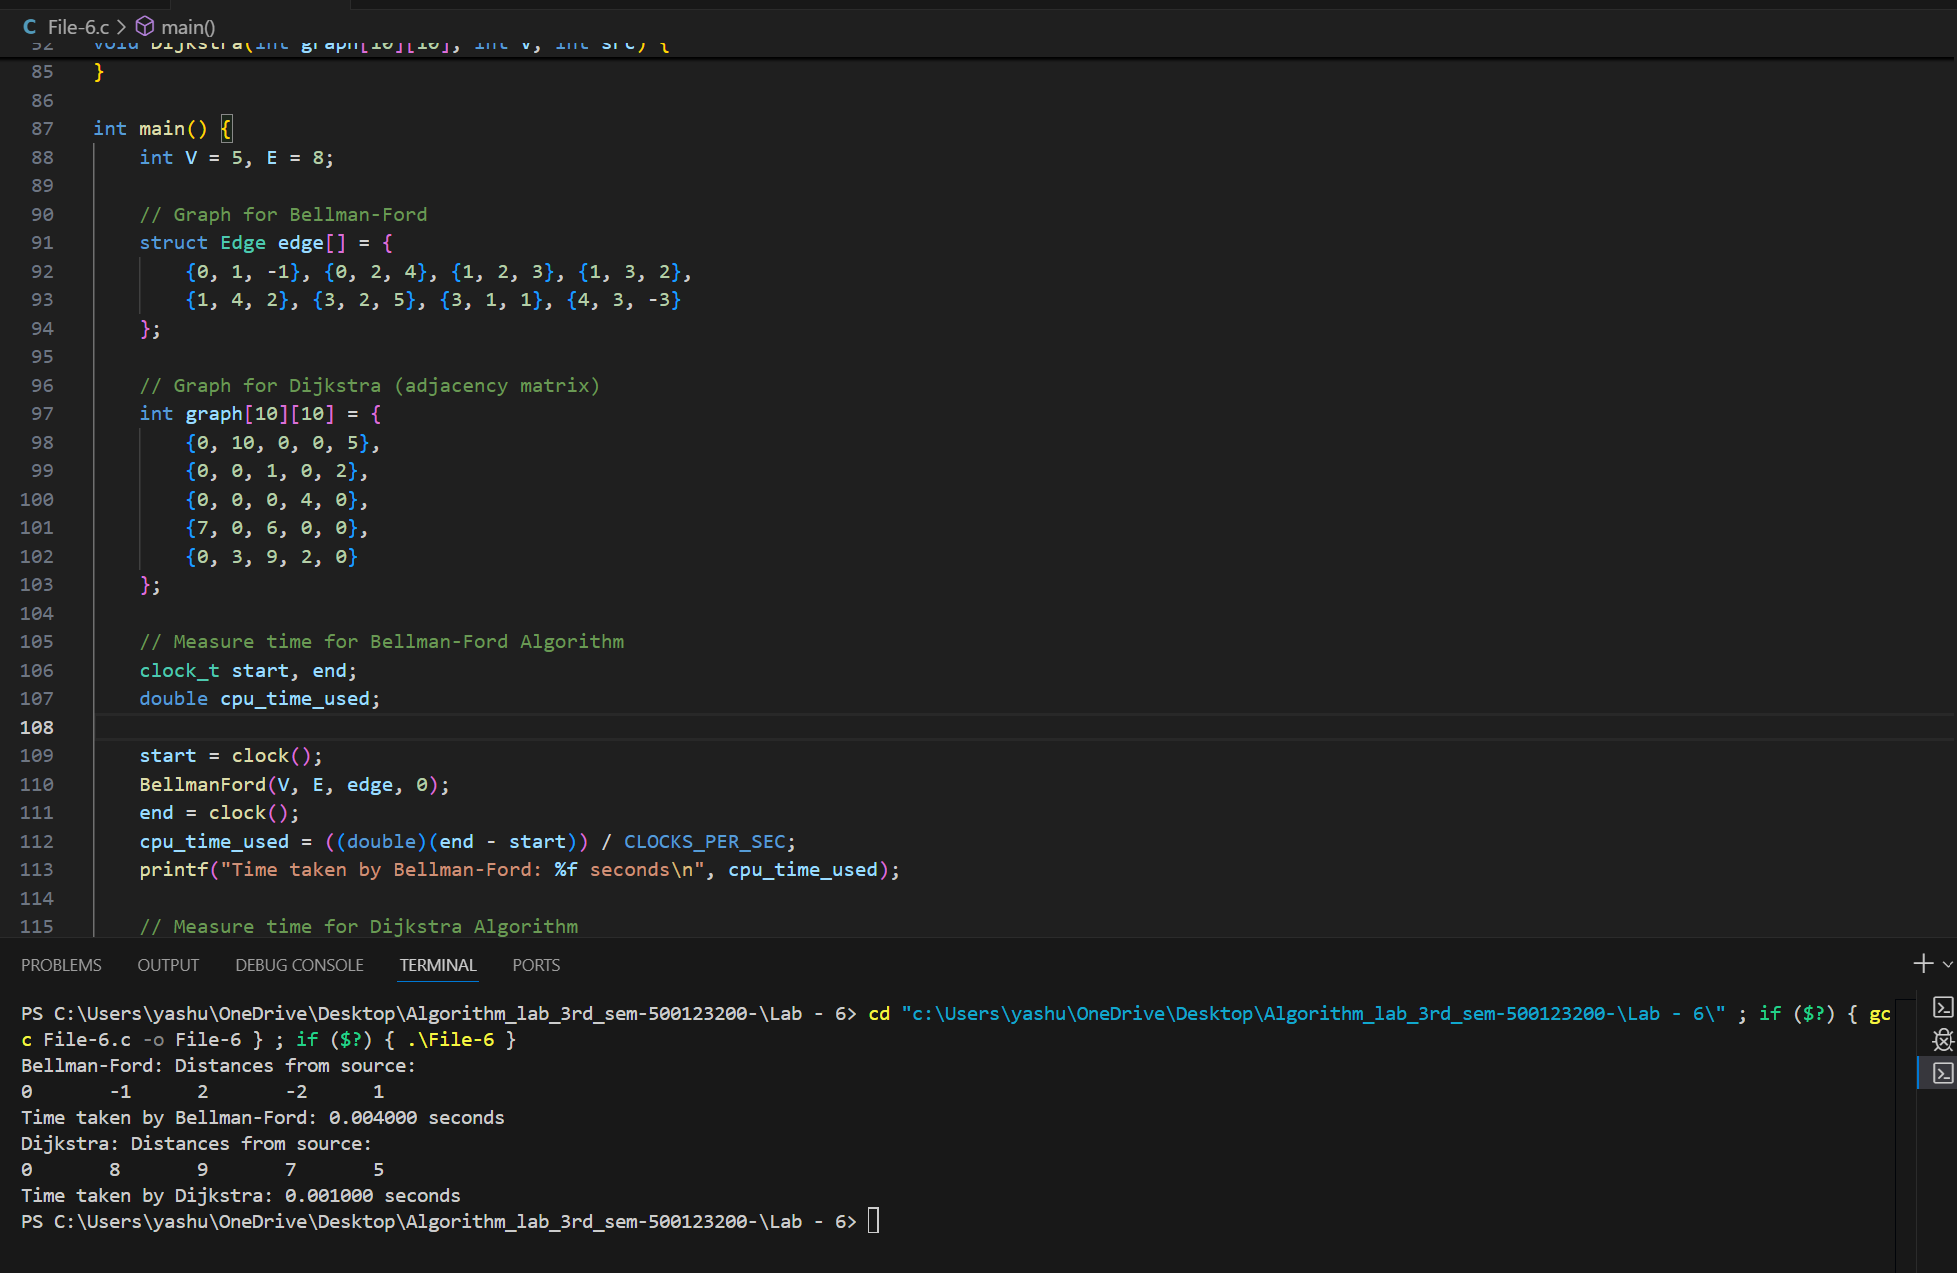 C File-6.c > main()
52 void Dijkstra(int graph[10][10], int V, int src) {
85 }
86
87 int main() {
88     int V = 5, E = 8;
89
90     // Graph for Bellman-Ford
91     struct Edge edge[] = {
92         {0, 1, -1}, {0, 2, 4}, {1, 2, 3}, {1, 3, 2},
93         {1, 4, 2}, {3, 2, 5}, {3, 1, 1}, {4, 3, -3}
94     };
95
96     // Graph for Dijkstra (adjacency matrix)
97     int graph[10][10] = {
98         {0, 10, 0, 0, 5},
99         {0, 0, 1, 0, 2},
100         {0, 0, 0, 4, 0},
101         {7, 0, 6, 0, 0},
102         {0, 3, 9, 2, 0}
103     };
104
105     // Measure time for Bellman-Ford Algorithm
106     clock_t start, end;
107     double cpu_time_used;
108
109     start = clock();
110     BellmanFord(V, E, edge, 0);
111     end = clock();
112     cpu_time_used = ((double)(end - start)) / CLOCKS_PER_SEC;
113     printf("Time taken by Bellman-Ford: %f seconds\n", cpu_time_used);
114
115     // Measure time for Dijkstra Algorithm
PROBLEMS OUTPUT DEBUG CONSOLE TERMINAL PORTS
PS C:\Users\yashu\OneDrive\Desktop\Algorithm_lab_3rd_sem-500123200-\Lab - 6> cd "c:\Users\yashu\OneDrive\Desktop\Algorithm_lab_3rd_sem-500123200-\Lab - 6\" ; if ($?) { gc
c File-6.c -o File-6 } ; if ($?) { .\File-6 }
Bellman-Ford: Distances from source:
0       -1      2       -2      1
Time taken by Bellman-Ford: 0.004000 seconds
Dijkstra: Distances from source:
0       8       9       7       5
Time taken by Dijkstra: 0.001000 seconds
PS C:\Users\yashu\OneDrive\Desktop\Algorithm_lab_3rd_sem-500123200-\Lab - 6>